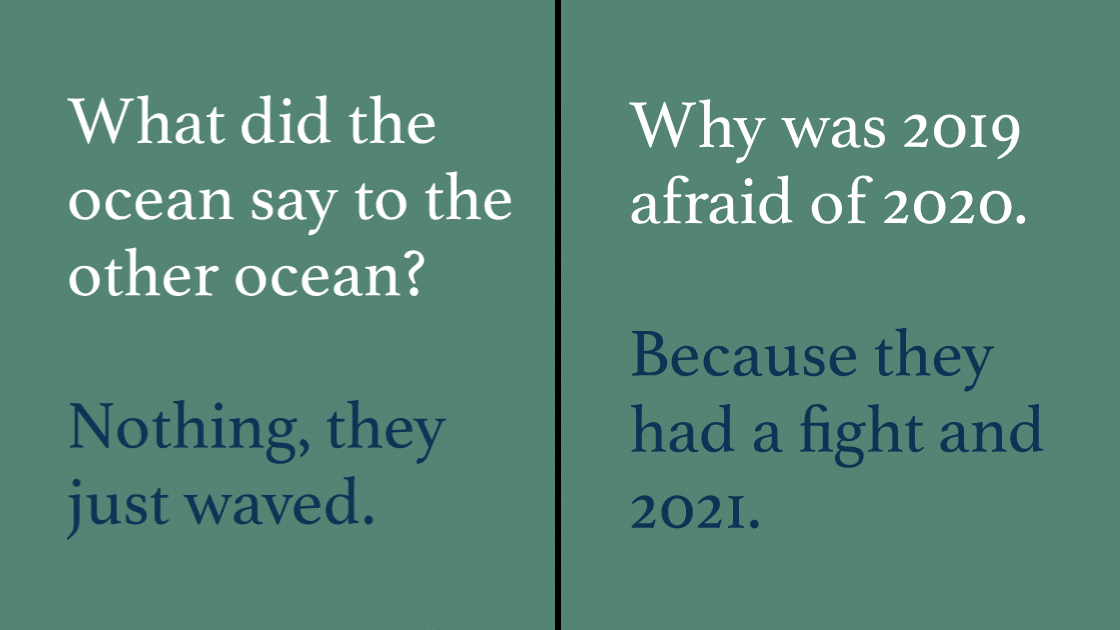 What did the
ocean say to the
other ocean?
Nothing, they
just waved.
Why was 2019
afraid of 2020.
Because they
had a fight and
2021.